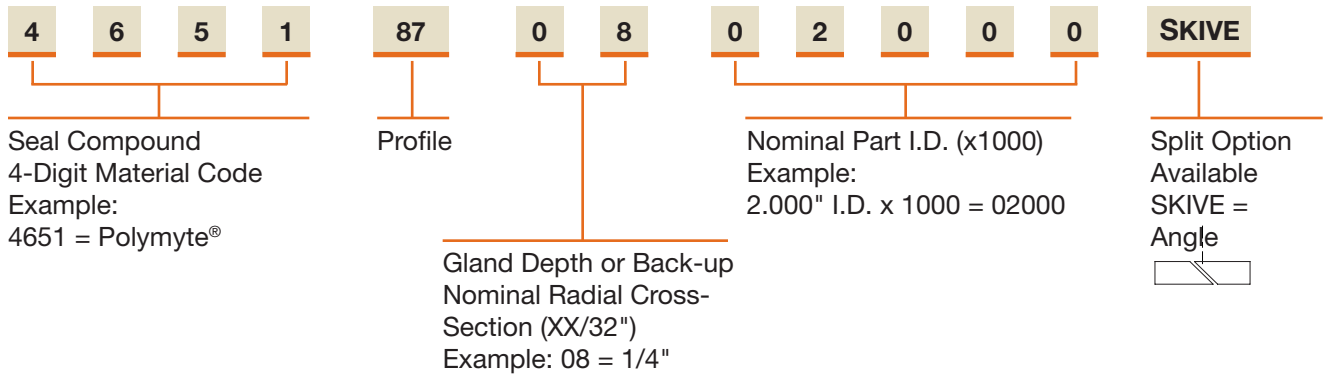 4 6 5 1 87 0 8 0 2 0 0 0 SKIVE
Seal Compound
4-Digit Material Code
Example:
4651 = Polymyte®
Profile
Gland Depth or Back-up
Nominal Radial Cross-
Section (XX/32")
Example: 08 = 1/4"
Nominal Part I.D. (x1000)
Example:
2.000" I.D. x 1000 = 02000
Split Option
Available
SKIVE =
Angle